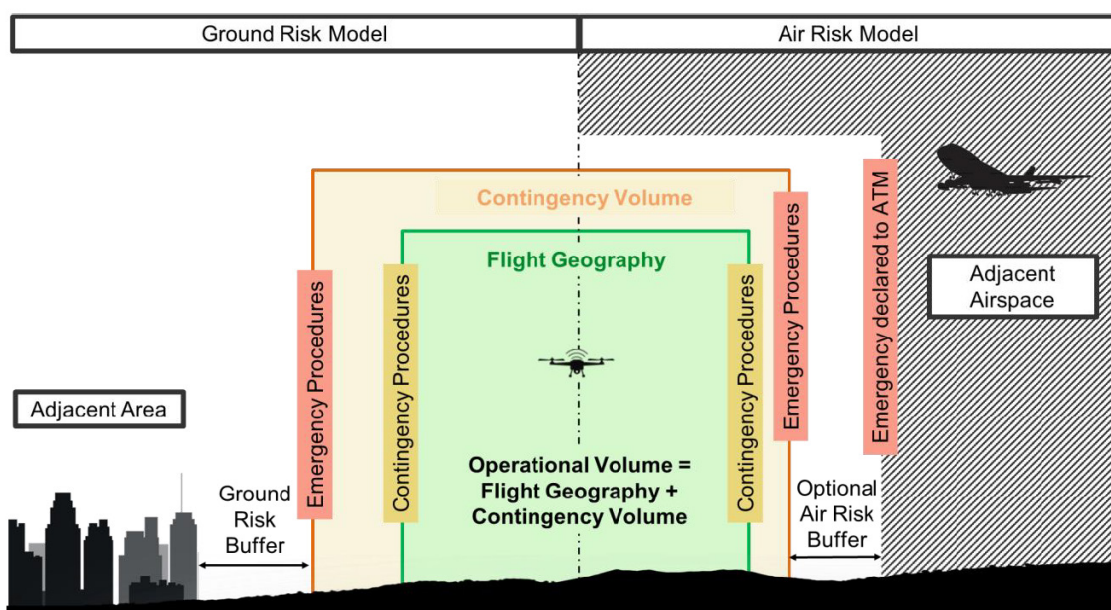 Ground Risk Model
Air Risk Model
Contingency Volume
Flight Geography
Emergency Procedures
Contingency Procedures
Contingency Procedures
Emergency Procedures
Emergency declared to ATM
Adjacent
Airspace
Adjacent Area
Operational Volume =
Flight Geography +
Contingency Volume
Ground
Risk
Buffer
Optional
Air Risk
Buffer